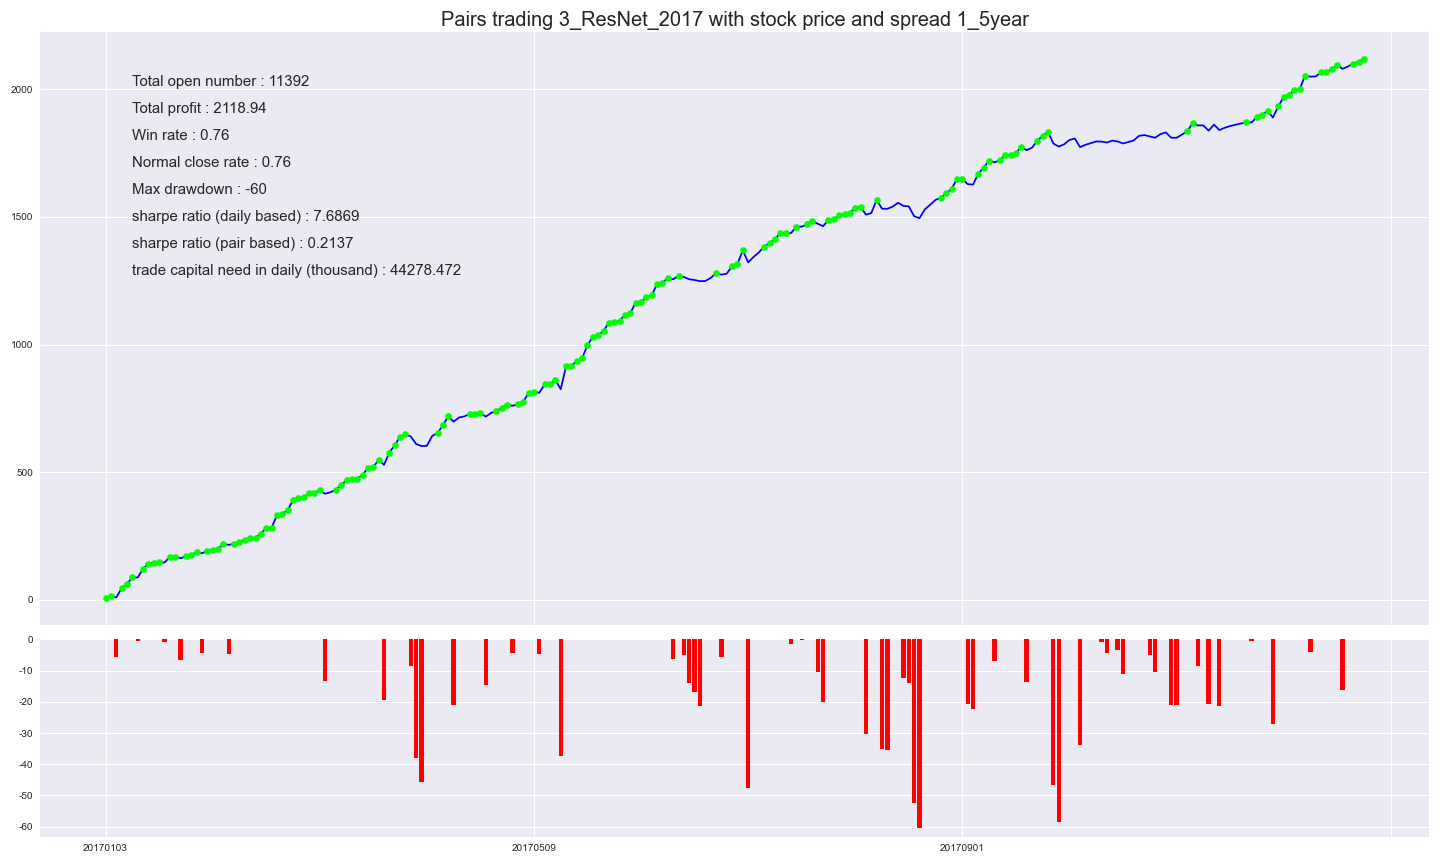 Pairs trading 3_ResNet_2017 with stock price and spread 1_5year
Total open number : 11392
Total profit : 2118.94
Win rate : 0.76
Normal close rate : 0.76
Max drawdown : -60
sharpe ratio (daily based) : 7.6869
sharpe ratio (pair based) : 0.2137
trade capital need in daily (thousand) : 44278.472
2000
1500
1000
500
0
0
-10
-20
-30
-40
-50
-60
20170103
20170509
20170901